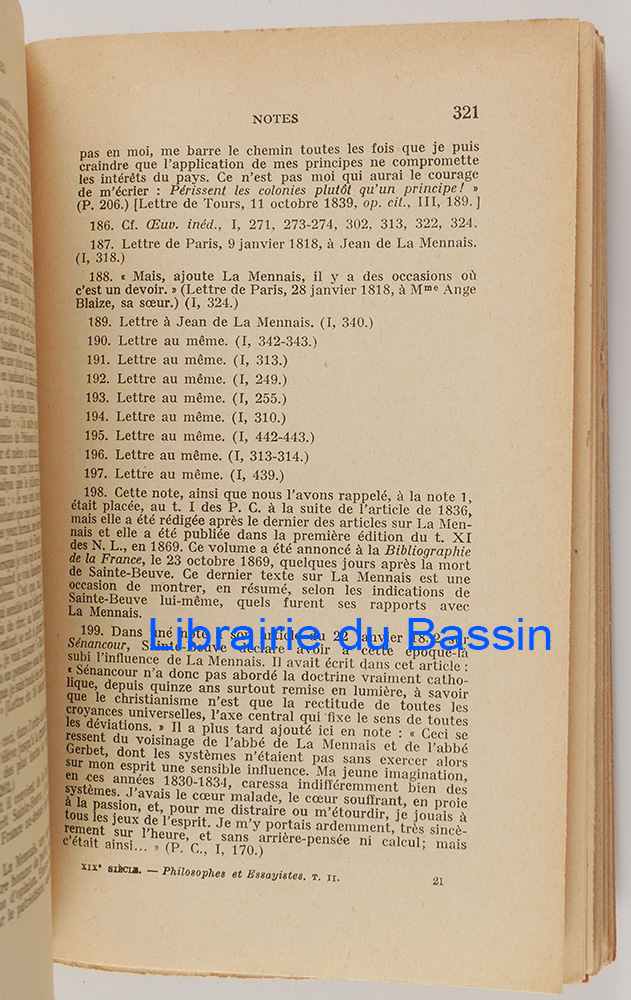 NOTES 321
pas en moi, me barre le chemin toutes les fois que je puis
craindre que l'application de mes principes ne compromette
les intérêts du pays. Ce n'est pas moi qui aurai le courage
de m'écrier : Périssent les colonies plutôt qu'un principe! »
(P. 206.) [Lettre de Tours, 11 octobre 1839, op. cit., III, 189.]
186. Cf. Œuv. inéd., I, 271, 273-274, 302, 313, 322, 324.
187. Lettre de Paris, 9 janvier 1818, à Jean de La Mennais.
(I, 318.)
188. « Mais, ajoute La Mennais, il y a des occasions où
c'est un devoir. » (Lettre de Paris, 28 janvier 1818, à Mme Ange
Blaize, sa sœur.) (I, 324.)
189. Lettre à Jean de La Mennais. (I, 340.)
190. Lettre au même. (I, 342-343.)
191. Lettre au même. (I, 313.)
192. Lettre au même. (I, 249.)
193. Lettre au même. (I, 255.)
194. Lettre au même. (I, 310.)
195. Lettre au même. (I, 442-443.)
196. Lettre au même. (I, 313-314.)
197. Lettre au même. (I, 439.)
198. Cette note, ainsi que nous l'avons rappelé, à la note 1,
était placée, au t. I des P. C. à la suite de l'article de 1836,
mais elle a été rédigée après le dernier des articles sur La Men-
nais et elle a été publiée dans la première édition du t. XI
des N. L., en 1869. Ce volume a été annoncé à la Bibliographie
de la France, le 23 octobre 1869, quelques jours après la mort
de Sainte-Beuve. Ce dernier texte sur La Mennais est une
occasion de montrer, en résumé, selon les indications de
Sainte-Beuve lui-même, quels furent ses rapports avec
La Mennais.
199. Dans une note son article du 22 janvier sur
Librairie du Bassin
Sénancour, Sainte-Beuve déclare avoir à cette époque-là
subi l'influence de La Mennais. Il avait écrit dans cet article :
« Sénancour n'a donc pas abordé la doctrine vraiment catho-
lique, depuis quinze ans surtout remise en lumière, à savoir
que le christianisme n'est que la rectitude de toutes les
croyances universelles, l'axe central qui fixe le sens de toutes
les déviations. » Il a plus tard ajouté ici en note : « Ceci se
ressent du voisinage de l'abbé de La Mennais et de l'abbé
Gerbet, dont les systèmes n'étaient pas sans exercer alors
sur mon esprit une sensible influence. Ma jeune imagination,
en ces années 1830-1834, caressa indifféremment bien des
systèmes. J'avais le cœur malade, le cœur souffrant, en proie
à la passion, et, pour me distraire ou m'étourdir, je jouais à
tous les jeux de l'esprit. Je m'y portais ardemment, très sincè-
rement sur l'heure, et sans arrière-pensée ni calcul; mais
c'était ainsi... » (P. C., I, 170.)
XIXe SIÈCLE. — Philosophes et Essayistes. T. II. 21